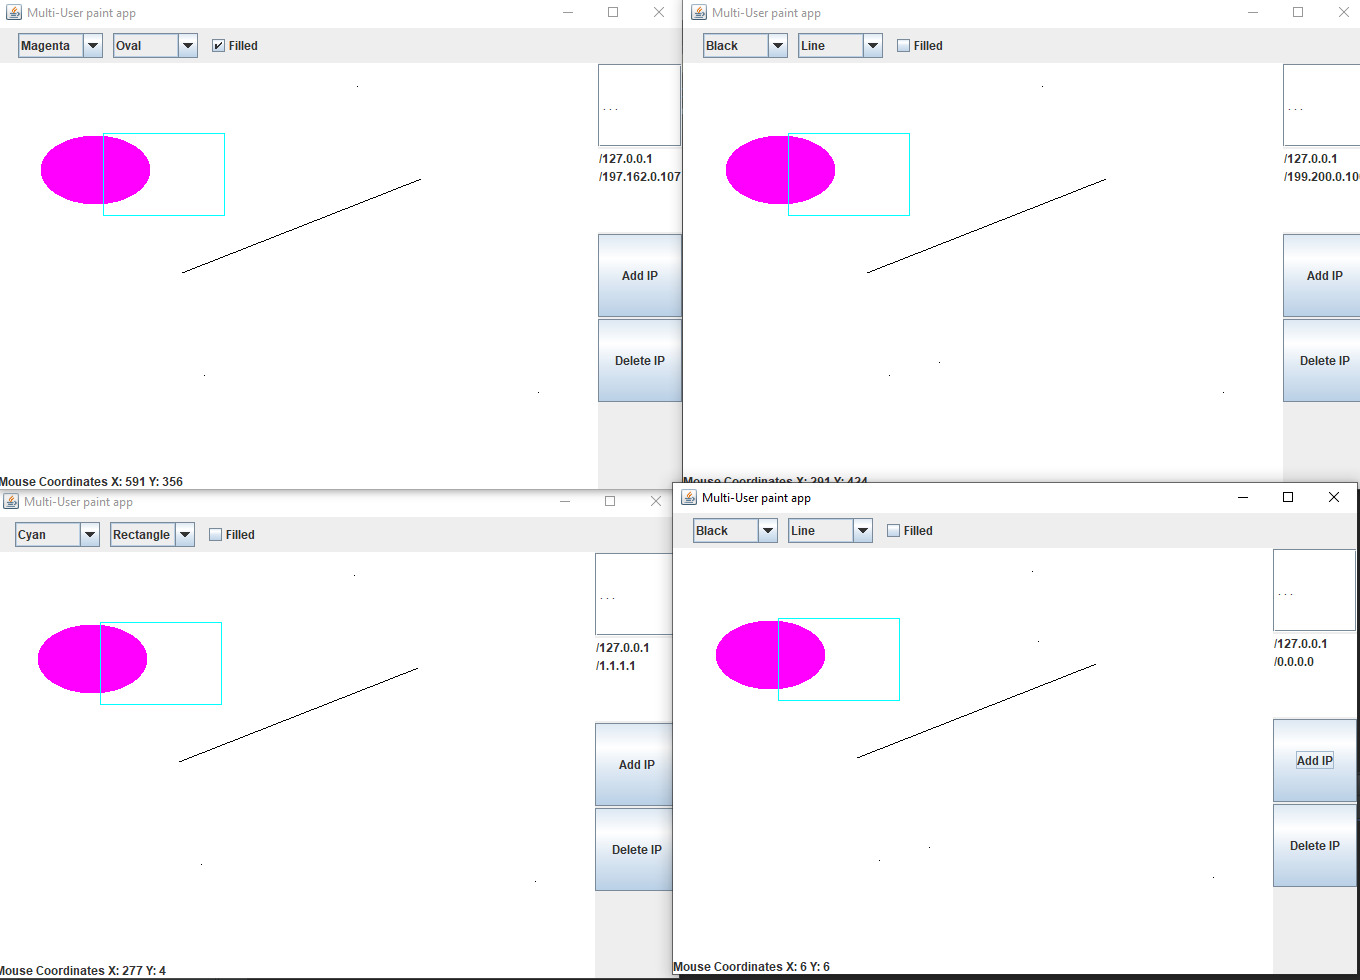 Multi-User paint app
Magenta Oval Filled
. . .
/127.0.0.1
/197.162.0.107
Add IP
Delete IP
Mouse Coordinates X: 591 Y: 356
Multi-User paint app
Black Line Filled
. . .
/127.0.0.1
/199.200.0.10
Add IP
Delete IP
Mouse Coordinates X: 291 Y: 424
Multi-User paint app
Cyan Rectangle Filled
. . .
/127.0.0.1
/1.1.1.1
Add IP
Delete IP
Mouse Coordinates X: 277 Y: 4
Multi-User paint app
Black Line Filled
. . .
/127.0.0.1
/0.0.0.0
Add IP
Delete IP
Mouse Coordinates X: 6 Y: 6